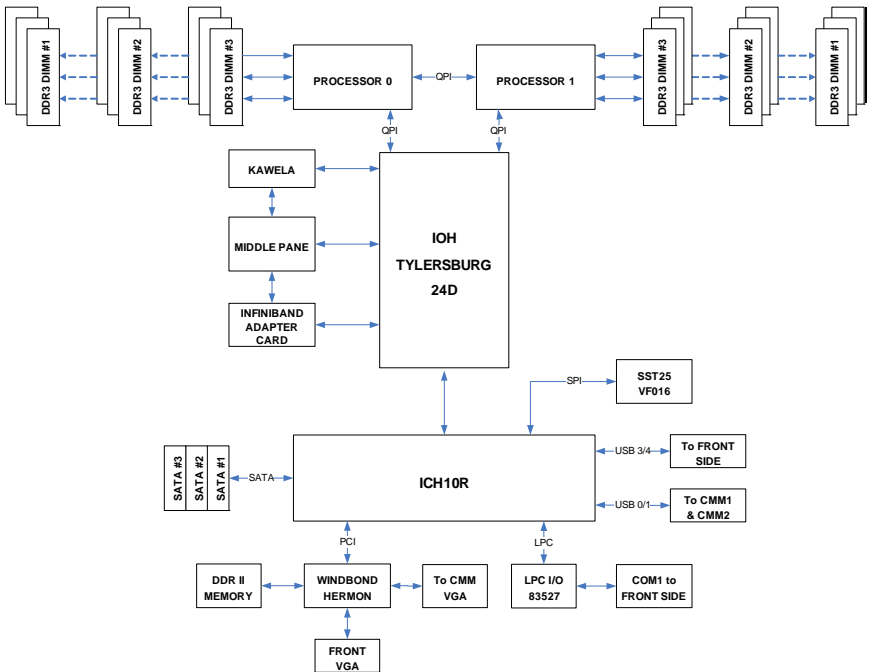 DDR3 DIMM #1
DDR3 DIMM #2
DDR3 DIMM #3
PROCESSOR 0
QPI
PROCESSOR 1
DDR3 DIMM #3
DDR3 DIMM #2
DDR3 DIMM #1
QPI
QPI
KAWELA
MIDDLE PANE
INFINIBAND
ADAPTER
CARD
IOH
TYLERSBURG
24D
SPI
SST25
VF016
SATA #3
SATA #2
SATA #1
SATA
ICH10R
USB 3/4
To FRONT
SIDE
USB 0/1
To CMM1
& CMM2
PCI
LPC
DDR II
MEMORY
WINDBOND
HERMON
To CMM
VGA
LPC I/O
83527
COM1 to
FRONT SIDE
FRONT
VGA